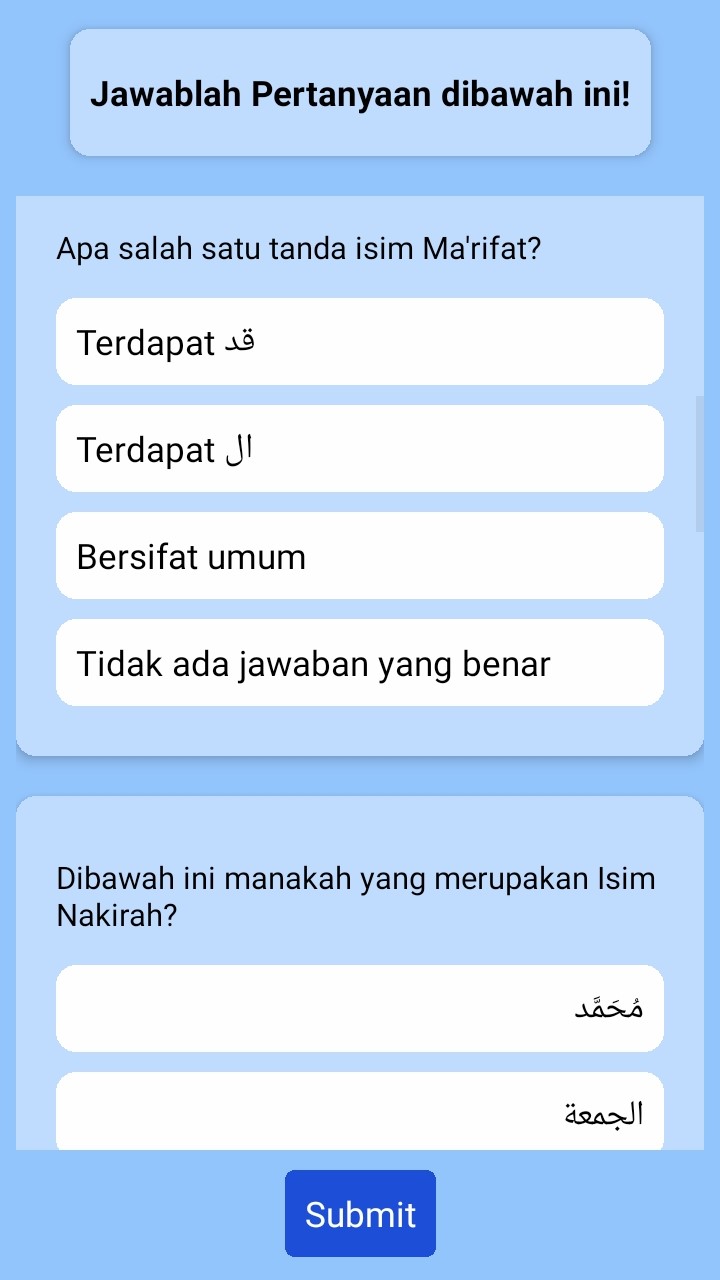 Jawablah Pertanyaan dibawah ini!
Apa salah satu tanda isim Ma'rifat?
Terdapat قد
Terdapat ال
Bersifat umum
Tidak ada jawaban yang benar
Dibawah ini manakah yang merupakan Isim
Nakirah?
مُحَمَّد
الجمعة
Submit